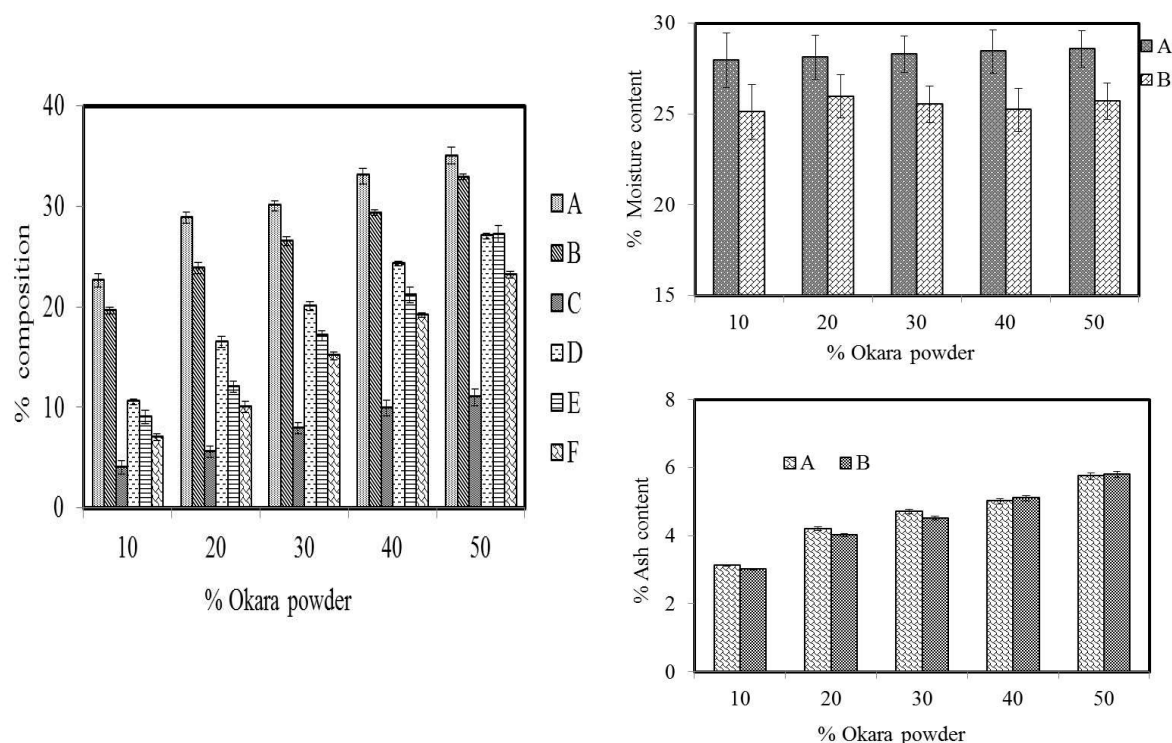 40
30
20
10
0
% composition
10 20 30 40 50
% Okara powder
A
B
C
D
E
F
30
25
20
15
% Moisture content
10 20 30 40 50
% Okara powder
A
B
8
6
4
2
0
% Ash content
A B
10 20 30 40 50
% Okara powder